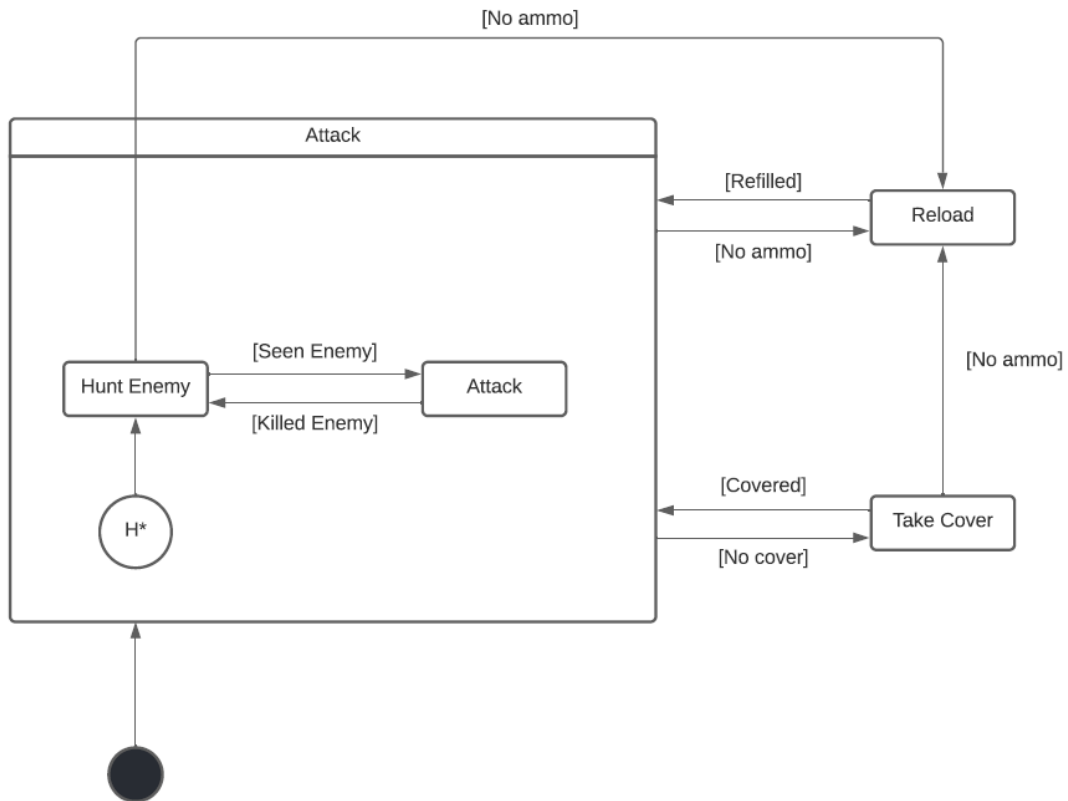 [No ammo]
Attack
[Refilled]
Reload
[No ammo]
[Seen Enemy]
Hunt Enemy
Attack
[Killed Enemy]
[No ammo]
[Covered]
Take Cover
H*
[No cover]